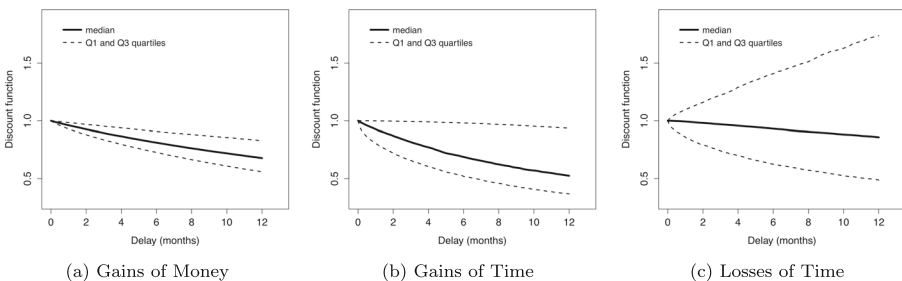 median
Q1 and Q3 quartiles
Discount function
1.5
1.0
0.5
0 2 4 6 8 10 12
Delay (months)
(a) Gains of Money
median
Q1 and Q3 quartiles
Discount function
1.5
1.0
0.5
0 2 4 6 8 10 12
Delay (months)
(b) Gains of Time
median
Q1 and Q3 quartiles
Discount function
1.5
1.0
0.5
0 2 4 6 8 10 12
Delay (months)
(c) Losses of Time